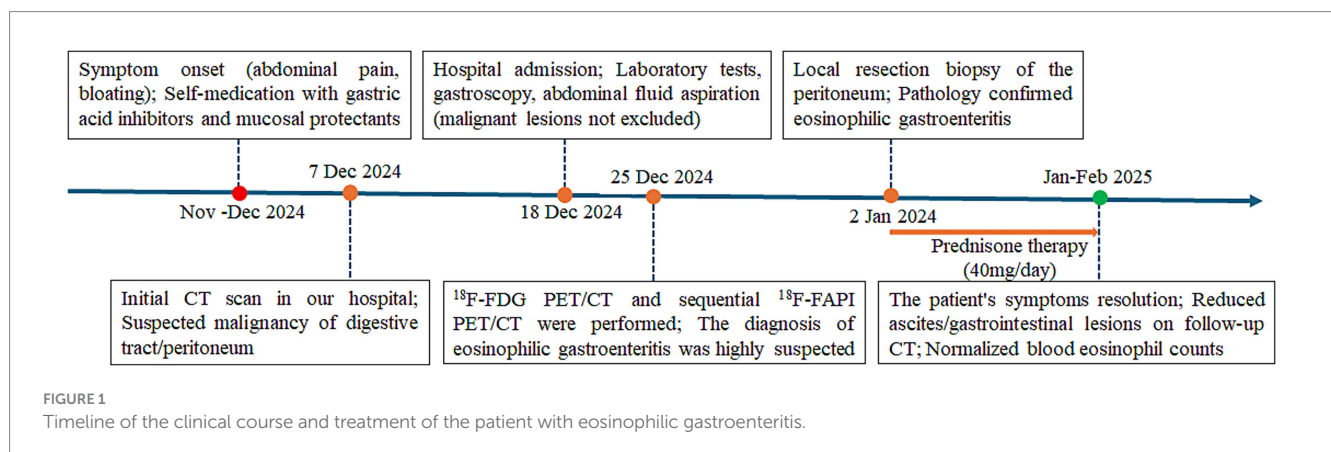 Symptom onset (abdominal pain,
bloating); Self-medication with gastric
acid inhibitors and mucosal protectants
Hospital admission; Laboratory tests,
gastroscopy, abdominal fluid aspiration
(malignant lesions not excluded)
Local resection biopsy of the
peritoneum; Pathology confirmed
eosinophilic gastroenteritis
7 Dec 2024
25 Dec 2024
Jan-Feb 2025
Nov -Dec 2024
18 Dec 2024
2 Jan 2024
Prednisone therapy
(40mg/day)
Initial CT scan in our hospital;
Suspected malignancy of digestive
tract/peritoneum
¹⁸F-FDG PET/CT and sequential ¹⁸F-FAPI
PET/CT were performed; The diagnosis of
eosinophilic gastroenteritis was highly suspected
The patient's symptoms resolution; Reduced
ascites/gastrointestinal lesions on follow-up
CT; Normalized blood eosinophil counts
FIGURE 1
Timeline of the clinical course and treatment of the patient with eosinophilic gastroenteritis.